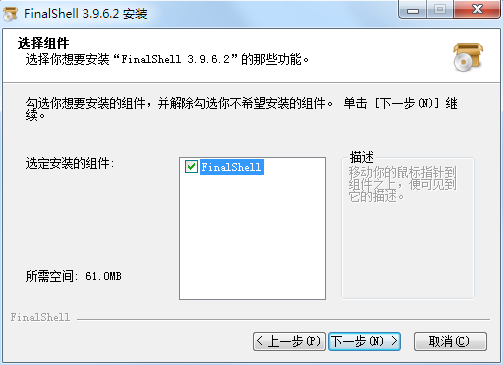 FinalShell 3.9.6.2 安装
选择组件
选择你想要安装“FinalShell 3.9.6.2”的那些功能。
勾选你想要安装的组件，并解除勾选你不希望安装的组件。 单击 [下一步(N)] 继
续。
选定安装的组件:
FinalShell
描述
移动你的鼠标指针到
组件之上，便可见到
它的描述。
所需空间: 61.0MB
FinalShell
< 上一步(P)
下一步(N) >
取消(C)